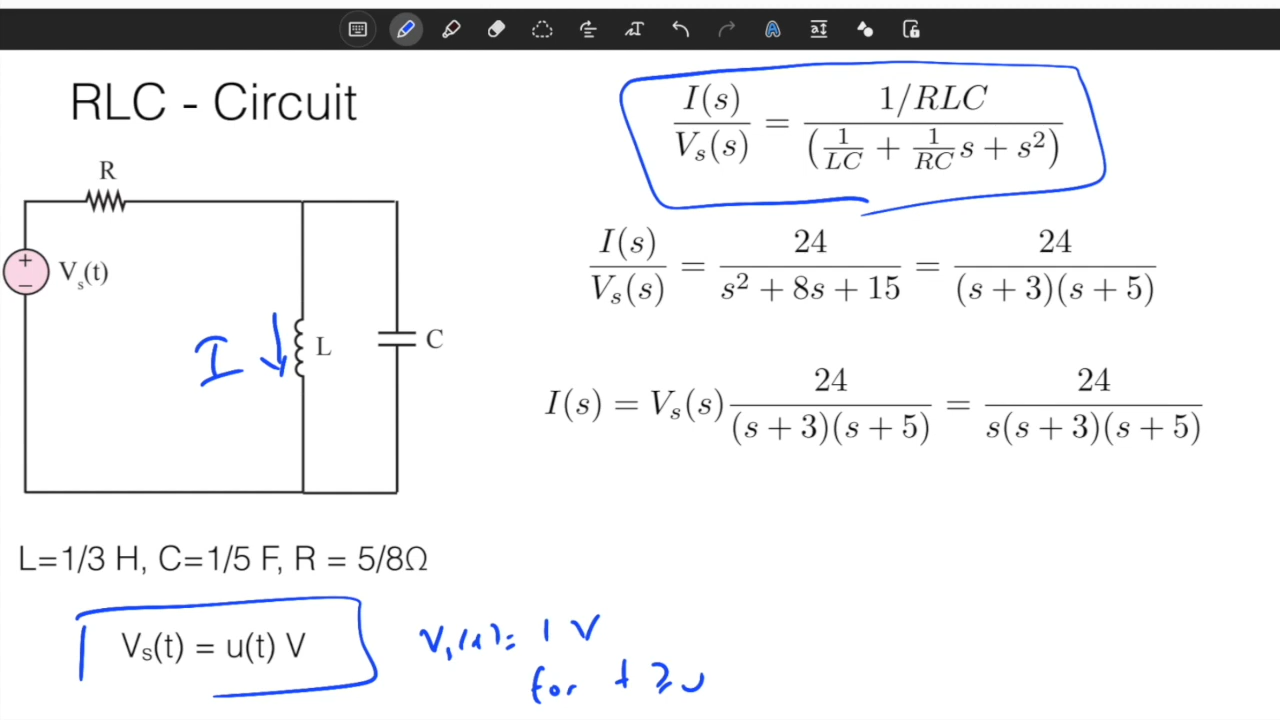 RLC - Circuit
R
+
−
Vₛ(t)
I
L
C
L=1/3 H, C=1/5 F, R = 5/8Ω
Vₛ(t) = u(t) V
1 V
for t ≥ 0
I(s)/Vₛ(s) = (1/RLC)/(1/LC + 1/RC s + s²)
I(s)/Vₛ(s) = 24/(s² + 8s + 15) = 24/((s + 3)(s + 5))
I(s) = Vₛ(s) 24/((s + 3)(s + 5)) = 24/(s(s + 3)(s + 5))